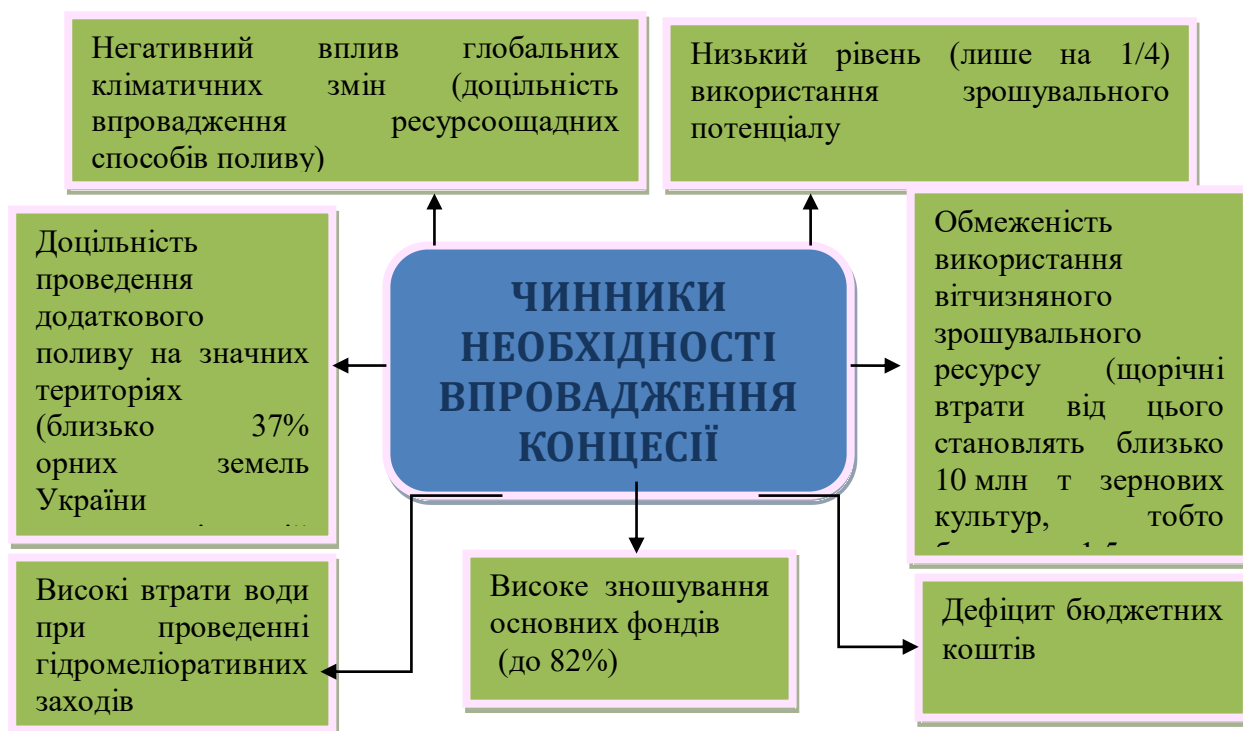 Негативний вплив глобальних
кліматичних змін (доцільність
впровадження ресурсоощадних
способів поливу)
Низький рівень (лише на 1/4)
використання зрошувального
потенціалу
Доцільність
проведення
додаткового
поливу на значних
територіях
(близько 37%
орних земель
України
ЧИННИКИ
НЕОБХІДНОСТІ
ВПРОВАДЖЕННЯ
КОНЦЕСІЇ
Обмеженість
використання
вітчизняного
зрошувального
ресурсу (щорічні
втрати від цього
становлять близько
10 млн т зернових
культур, тобто
Високі втрати води
при проведенні
гідромеліоративних
заходів
Високе зношування
основних фондів
(до 82%)
Дефіцит бюджетних
коштів